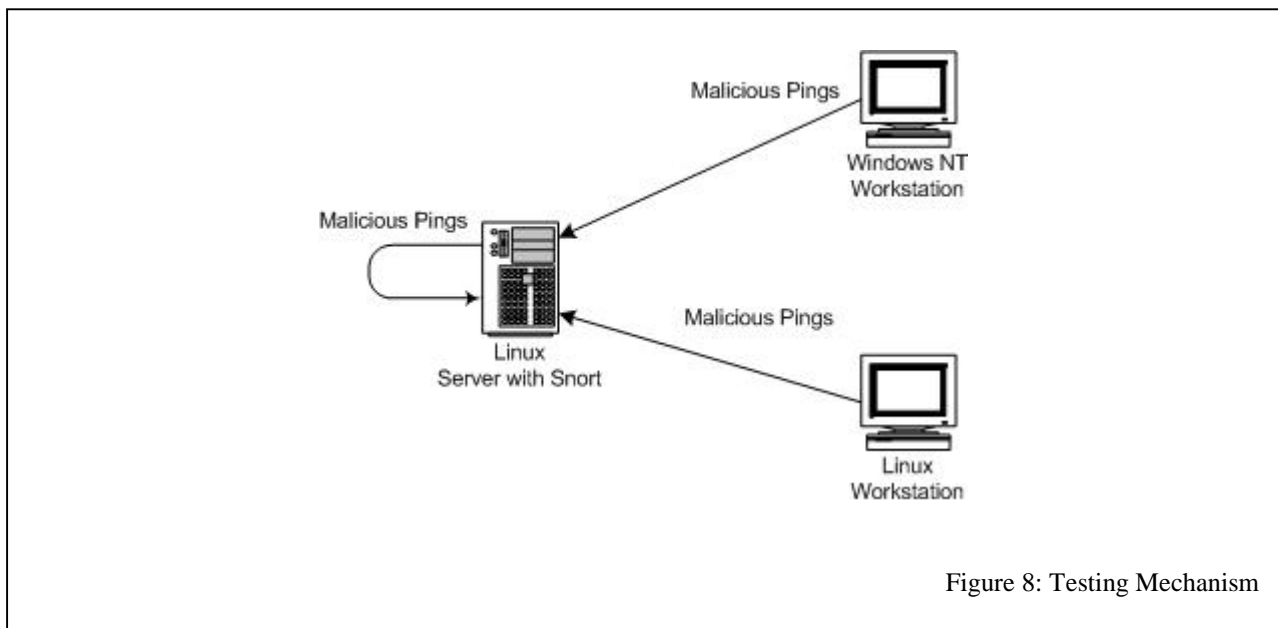 Malicious Pings
Windows NT
Workstation
Malicious Pings
Linux
Server with Snort
Malicious Pings
Linux
Workstation
Figure 8: Testing Mechanism